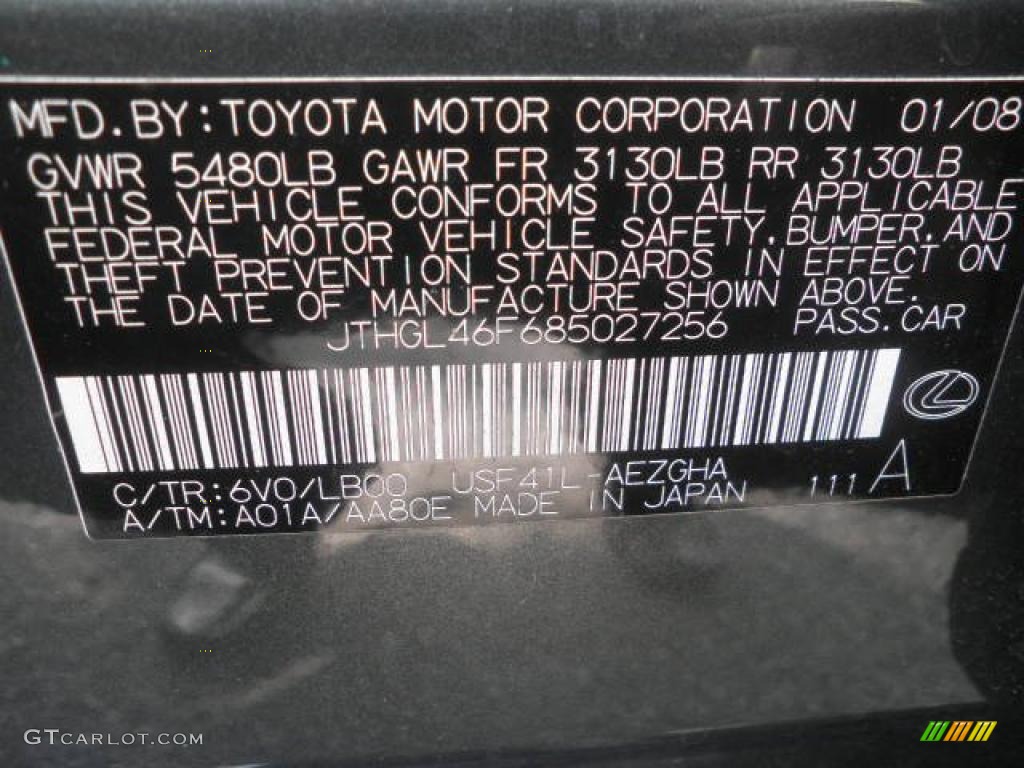 MFD. BY: TOYOTA MOTOR CORPORATION 01/08
GVWR 5480LB GAWR FR 3130LB RR 3130LB
THIS VEHICLE CONFORMS TO ALL APPLICABLE
FEDERAL MOTOR VEHICLE SAFETY, BUMPER, AND
THEFT PREVENTION STANDARDS IN EFFECT ON
THE DATE OF MANUFACTURE SHOWN ABOVE.
JTHGL46F685027256 PASS. CAR
C/TR: 6V0/LB00 USF41L-AEZGHA
A/TM: A01A/AA80E MADE IN JAPAN 111 A
GTCARLOT.COM